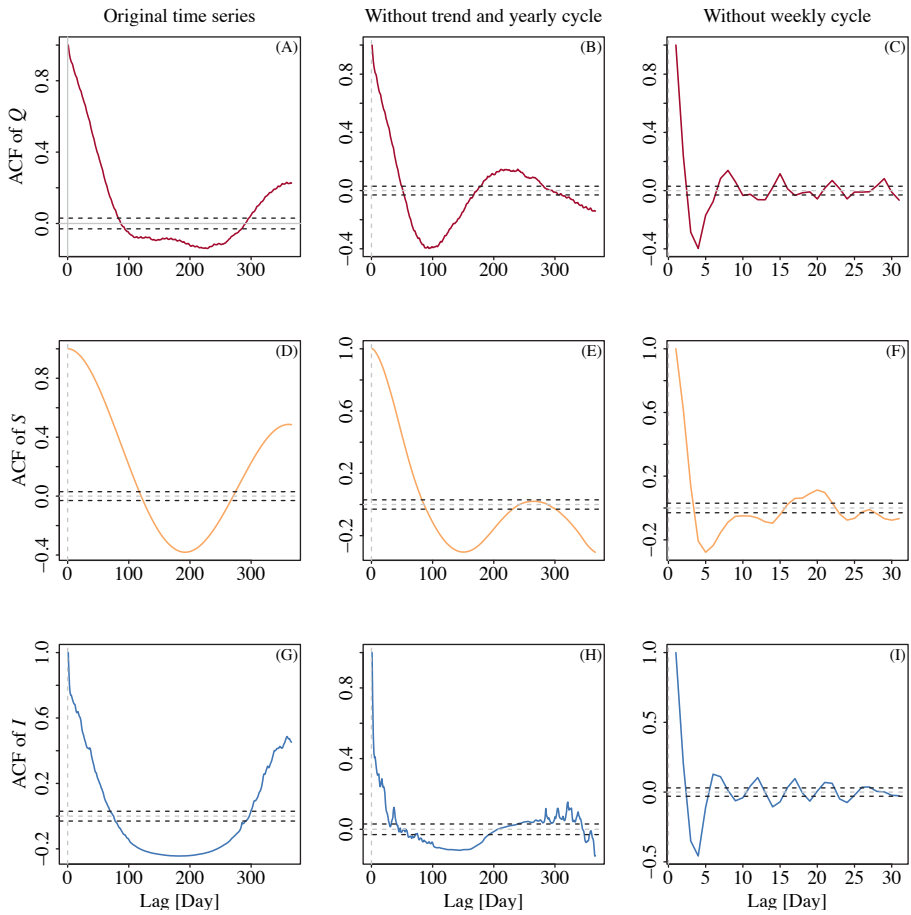 Original time series
Without trend and yearly cycle
Without weekly cycle
(A)
ACF of Q
0.8
0.4
0.0
0 100 200 300
(B)
0.8
0.4
0.0
−0.4
0 100 200 300
(C)
0.8
0.4
0.0
−0.4
0 5 10 15 20 25 30
(D)
ACF of S
0.8
0.4
0.0
−0.4
0 100 200 300
(E)
1.0
0.6
0.2
−0.2
0 100 200 300
(F)
1.0
0.6
0.2
−0.2
0 5 10 15 20 25 30
(G)
ACF of I
1.0
0.6
0.2
−0.2
0 100 200 300
Lag [Day]
(H)
0.8
0.4
0.0
0 100 200 300
Lag [Day]
(I)
1.0
0.5
0.0
−0.5
0 5 10 15 20 25 30
Lag [Day]